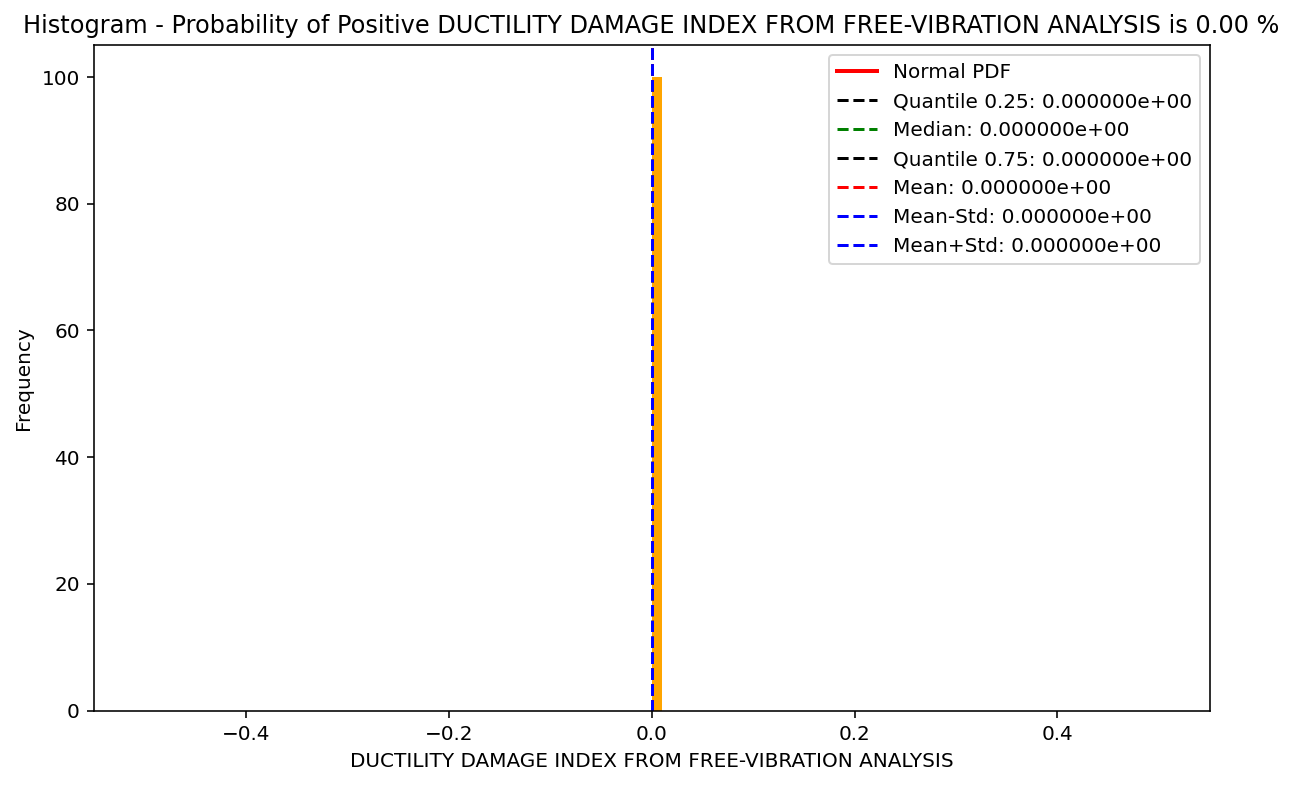 Histogram - Probability of Positive DUCTILITY DAMAGE INDEX FROM FREE-VIBRATION ANALYSIS is 0.00 %
Normal PDF
Quantile 0.25: 0.000000e+00
Median: 0.000000e+00
Quantile 0.75: 0.000000e+00
Mean: 0.000000e+00
Mean-Std: 0.000000e+00
Mean+Std: 0.000000e+00
Frequency
100
80
60
40
20
0
−0.4
−0.2
0.0
0.2
0.4
DUCTILITY DAMAGE INDEX FROM FREE-VIBRATION ANALYSIS